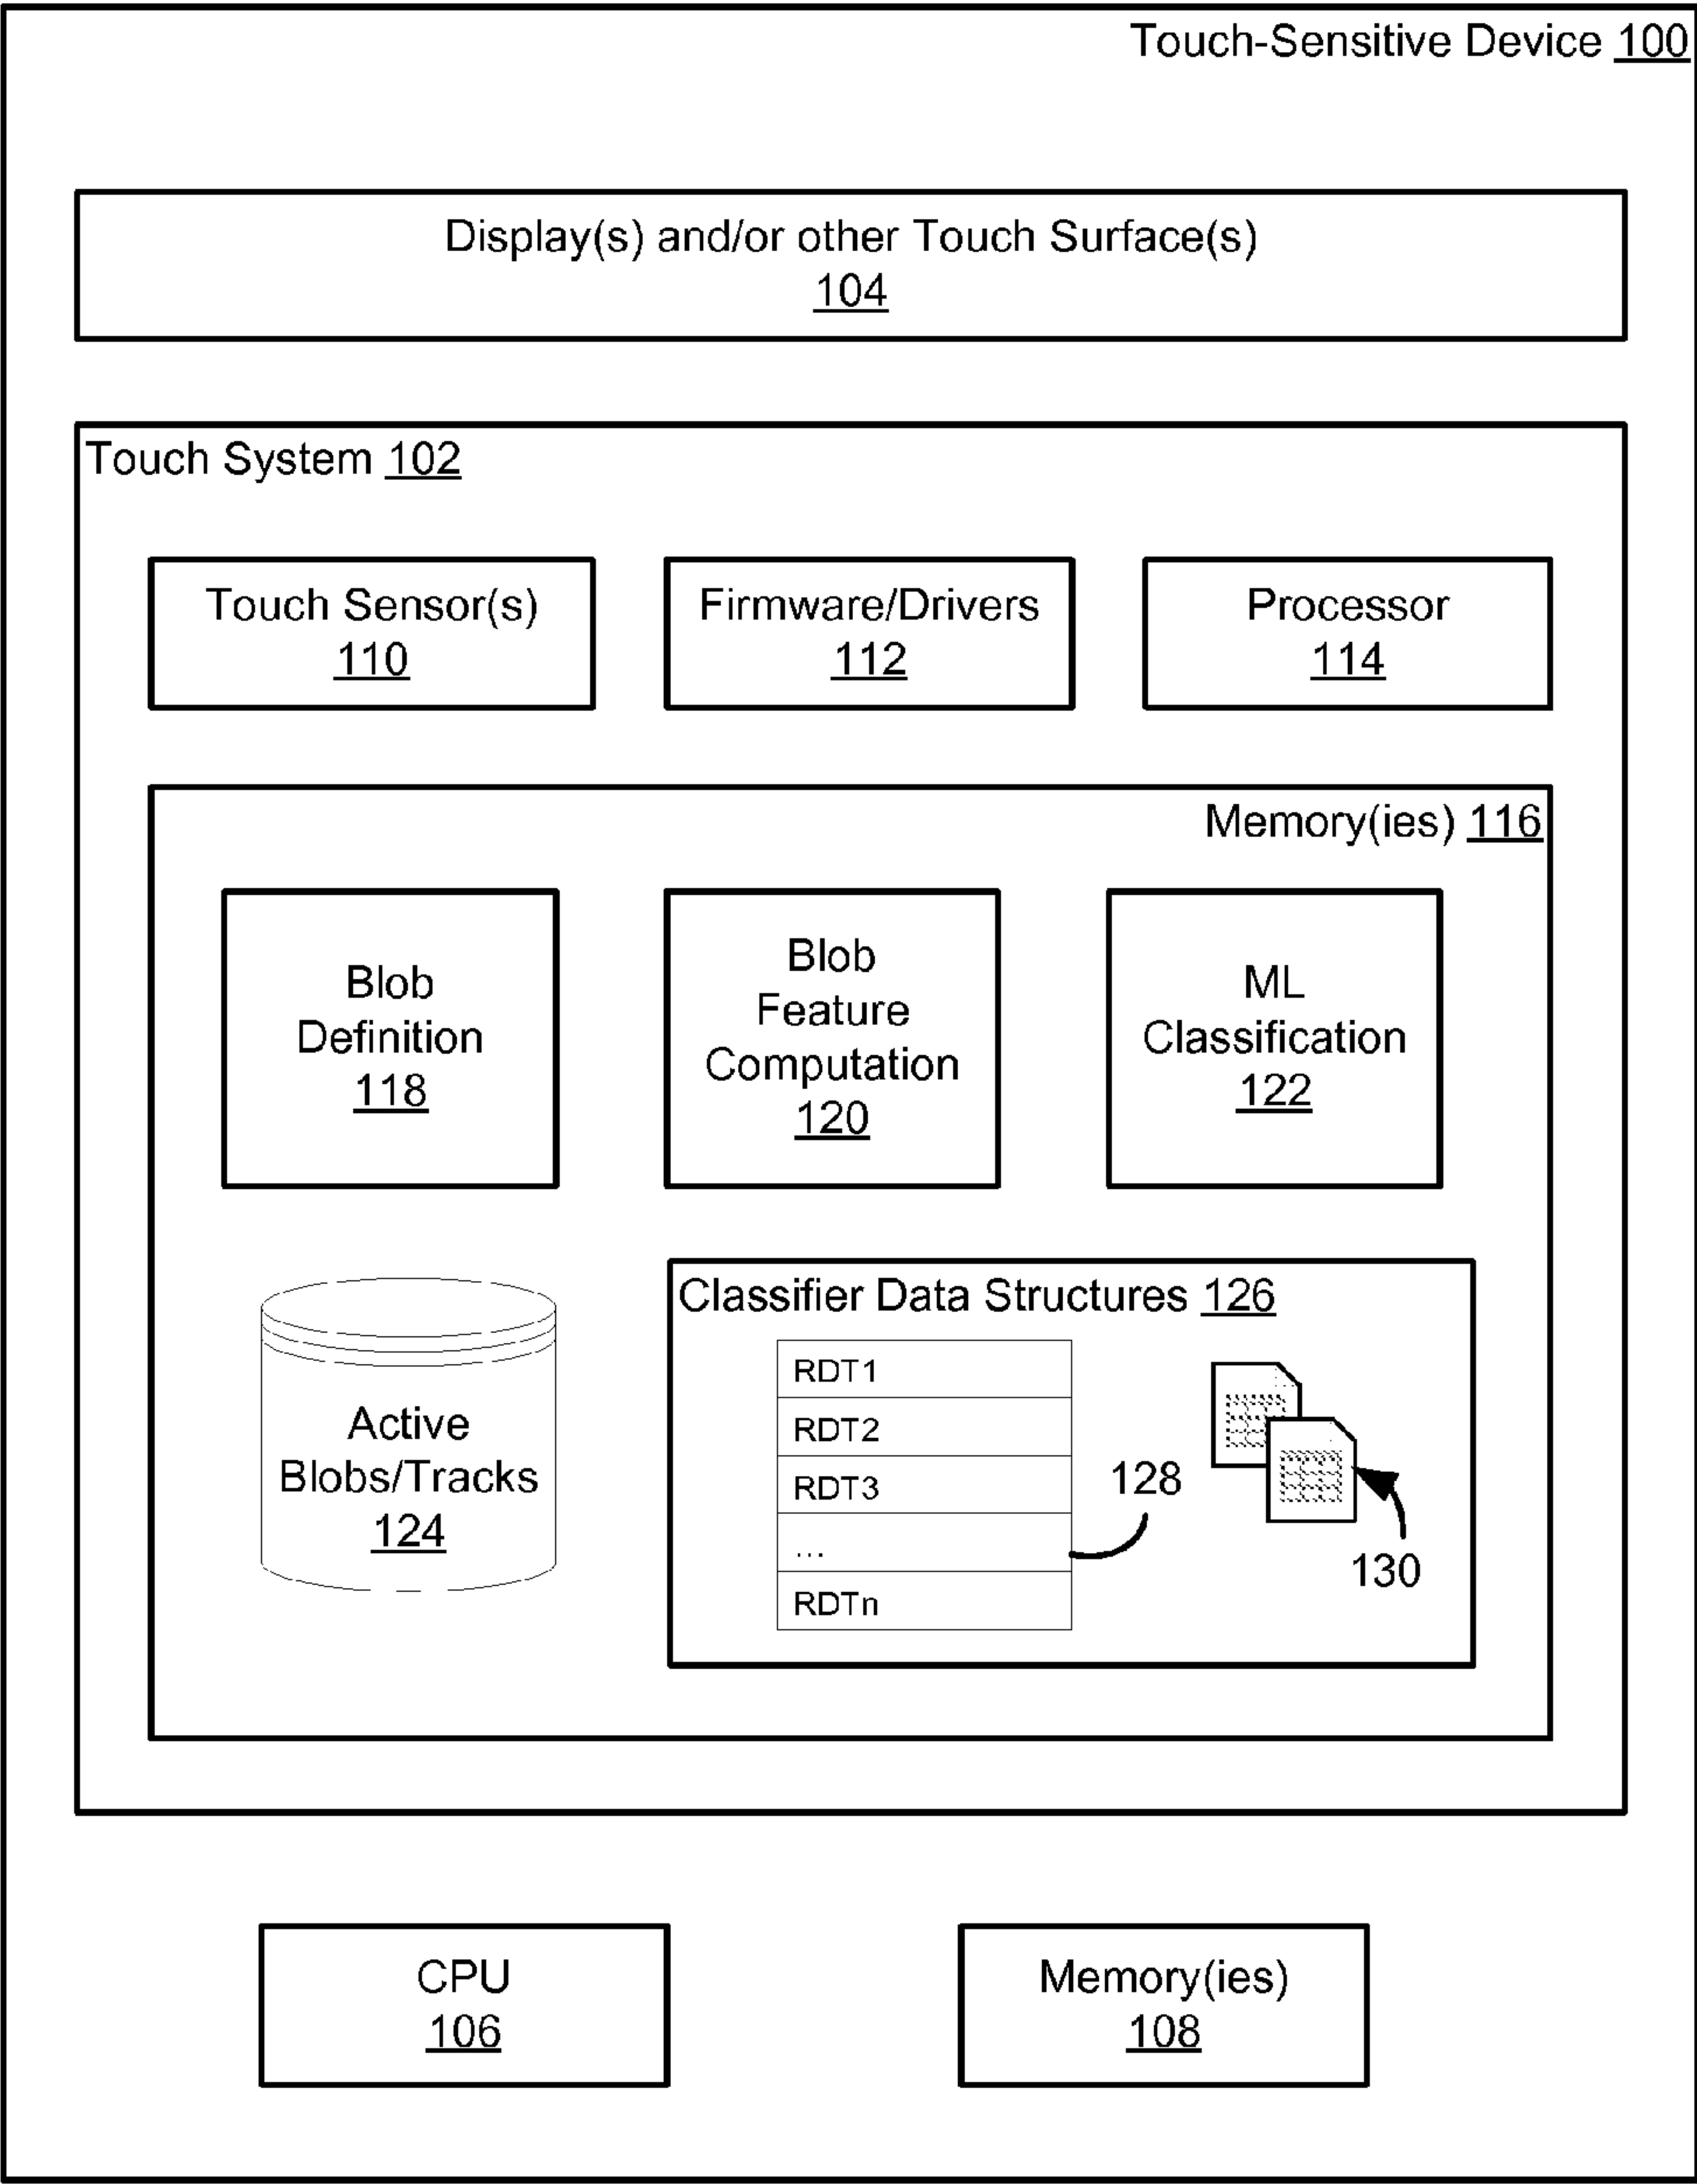 Touch-Sensitive Device 100
Display(s) and/or other Touch Surface(s)
104
Touch System 102
Touch Sensor(s)
110
Firmware/Drivers
112
Processor
114
Memory(ies) 116
Blob
Definition
118
Blob
Feature
Computation
120
ML
Classification
122
Active
Blobs/Tracks
124
Classifier Data Structures 126
RDT1
RDT2
RDT3
...
RDTn
128
130
CPU
106
Memory(ies)
108